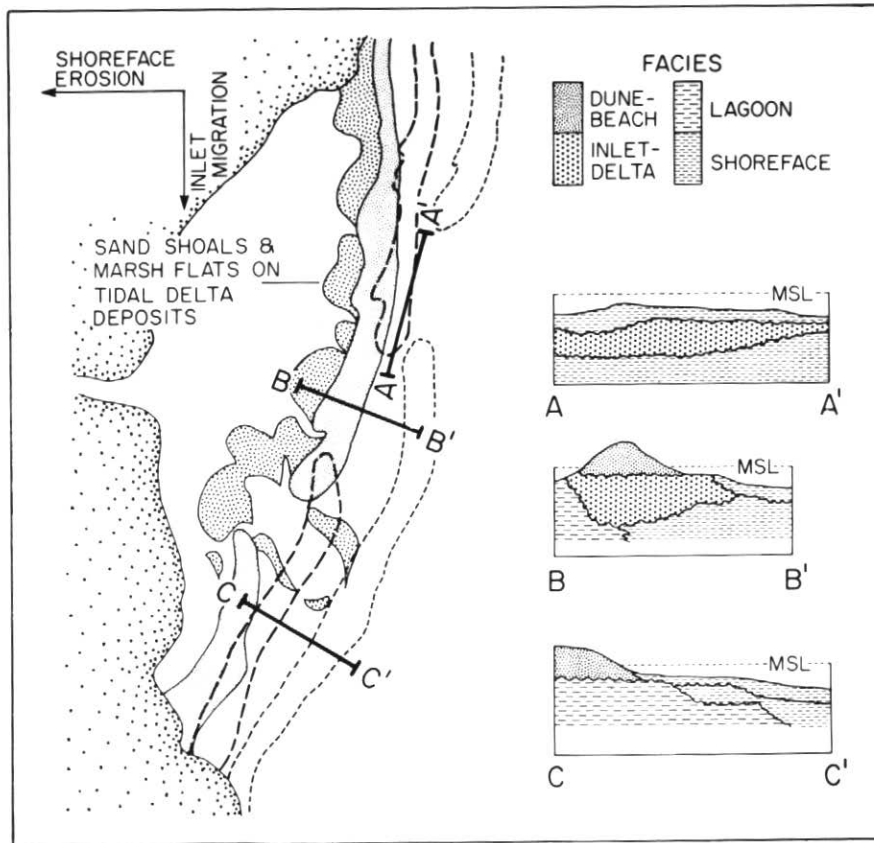 SHOREFACE
EROSION
INLET
MIGRATION
SAND SHOALS &
MARSH FLATS ON
TIDAL DELTA
DEPOSITS
A'
A
B
B'
C
C'
FACIES
DUNE-
BEACH
LAGOON
INLET-
DELTA
SHOREFACE
MSL
A
A'
MSL
B
B'
MSL
C
C'